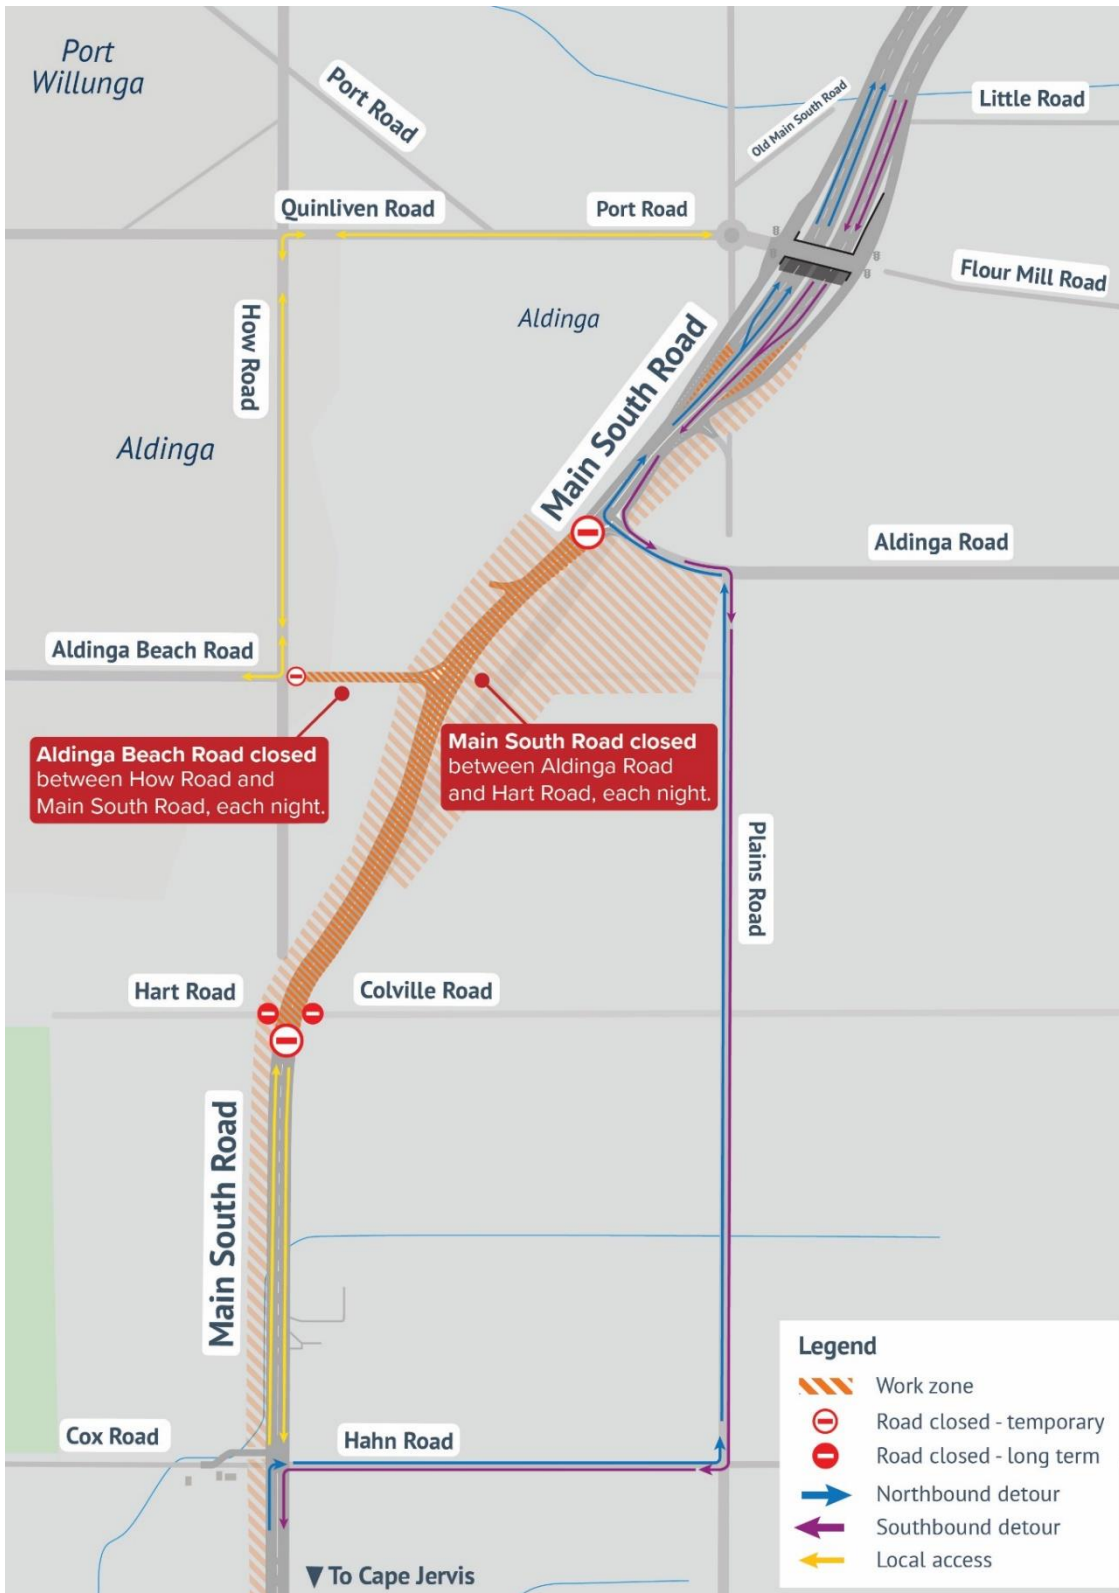 Port
Willunga
Port Road
Old Main South Road
Little Road
Quinliven Road
Port Road
Flour Mill Road
How Road
Aldinga
Main South Road
Aldinga
Aldinga Road
Aldinga Beach Road
Aldinga Beach Road closed
between How Road and
Main South Road, each night.
Main South Road closed
between Aldinga Road
and Hart Road, each night.
Plains Road
Hart Road
Colville Road
Main South Road
Cox Road
Hahn Road
To Cape Jervis
Legend
Work zone
Road closed - temporary
Road closed - long term
Northbound detour
Southbound detour
Local access